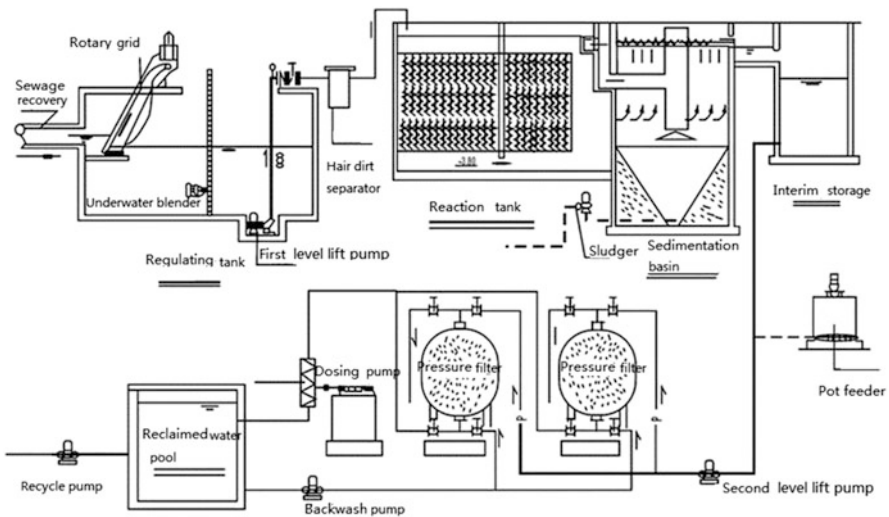 Rotary grid
Sewage
recovery
Hair dirt
separator
Underwater blender
First level lift pump
Regulating tank
-3.80
Reaction tank
Sludger
Sedimentation
basin
Interim storage
Pot feeder
Dosing pump
Pressure filter
Pressure filter
P
P
Reclaimed water
pool
Recycle pump
Backwash pump
Second level lift pump